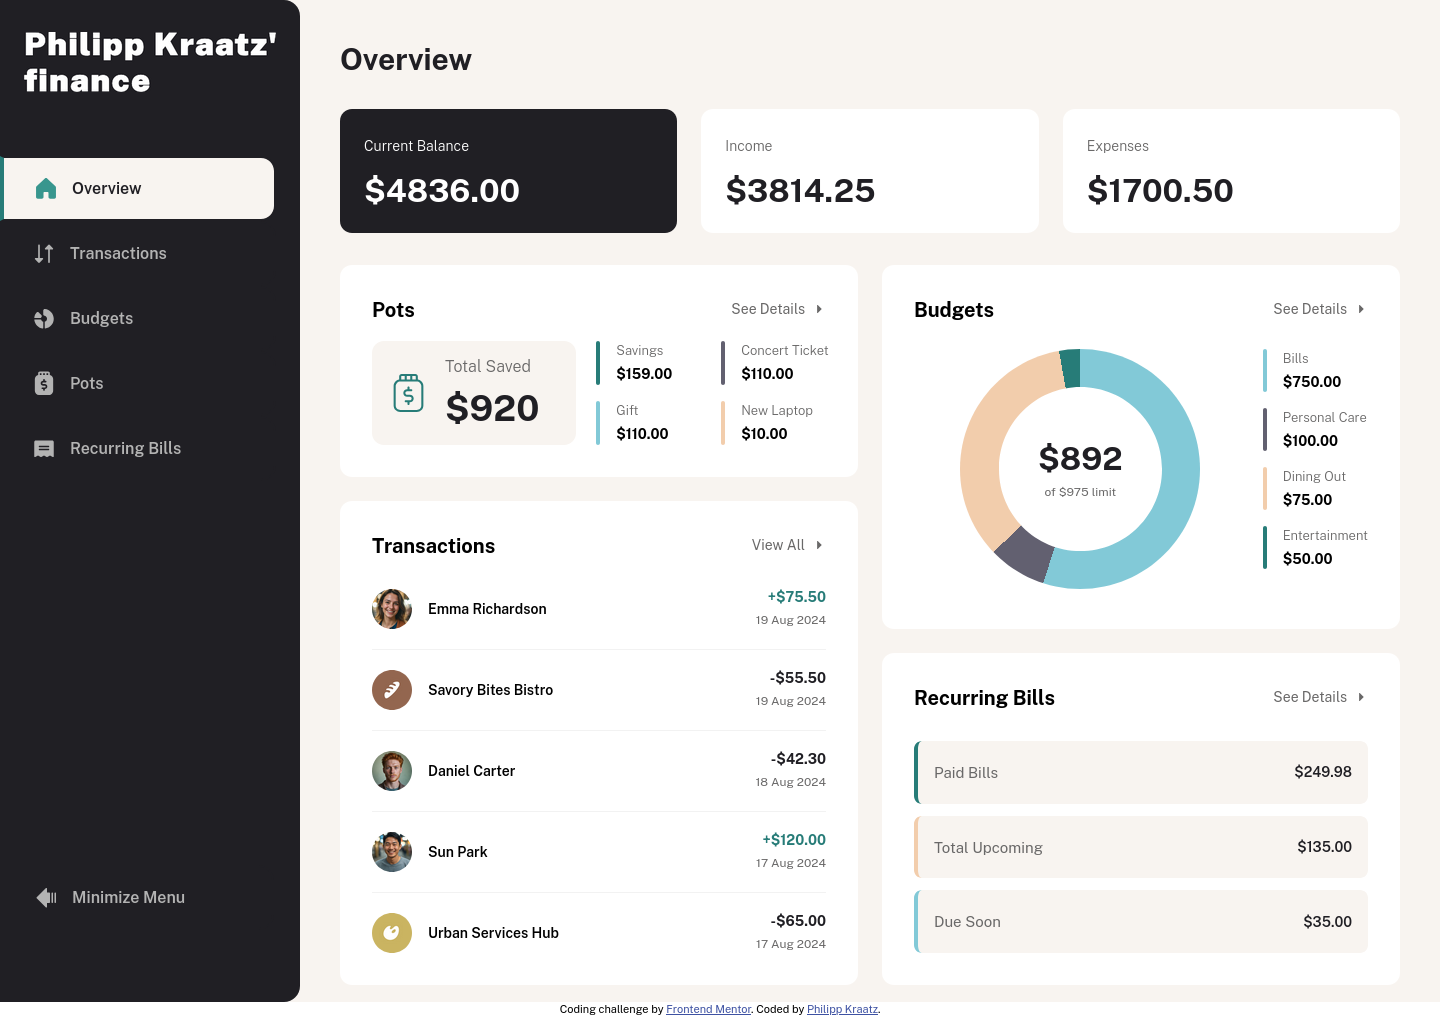 Philipp Kraatz'
finance
Overview
Transactions
Budgets
Pots
Recurring Bills
Minimize Menu
Overview
Current Balance
$4836.00
Income
$3814.25
Expenses
$1700.50
Pots
See Details
Total Saved
$920
Savings
$159.00
Concert Ticket
$110.00
Gift
$110.00
New Laptop
$10.00
Transactions
View All
Emma Richardson
+$75.50
19 Aug 2024
Savory Bites Bistro
-$55.50
19 Aug 2024
Daniel Carter
-$42.30
18 Aug 2024
Sun Park
+$120.00
17 Aug 2024
Urban Services Hub
-$65.00
17 Aug 2024
Budgets
See Details
$892
of $975 limit
Bills
$750.00
Personal Care
$100.00
Dining Out
$75.00
Entertainment
$50.00
Recurring Bills
See Details
Paid Bills
$249.98
Total Upcoming
$135.00
Due Soon
$35.00
Coding challenge by Frontend Mentor. Coded by Philipp Kraatz.